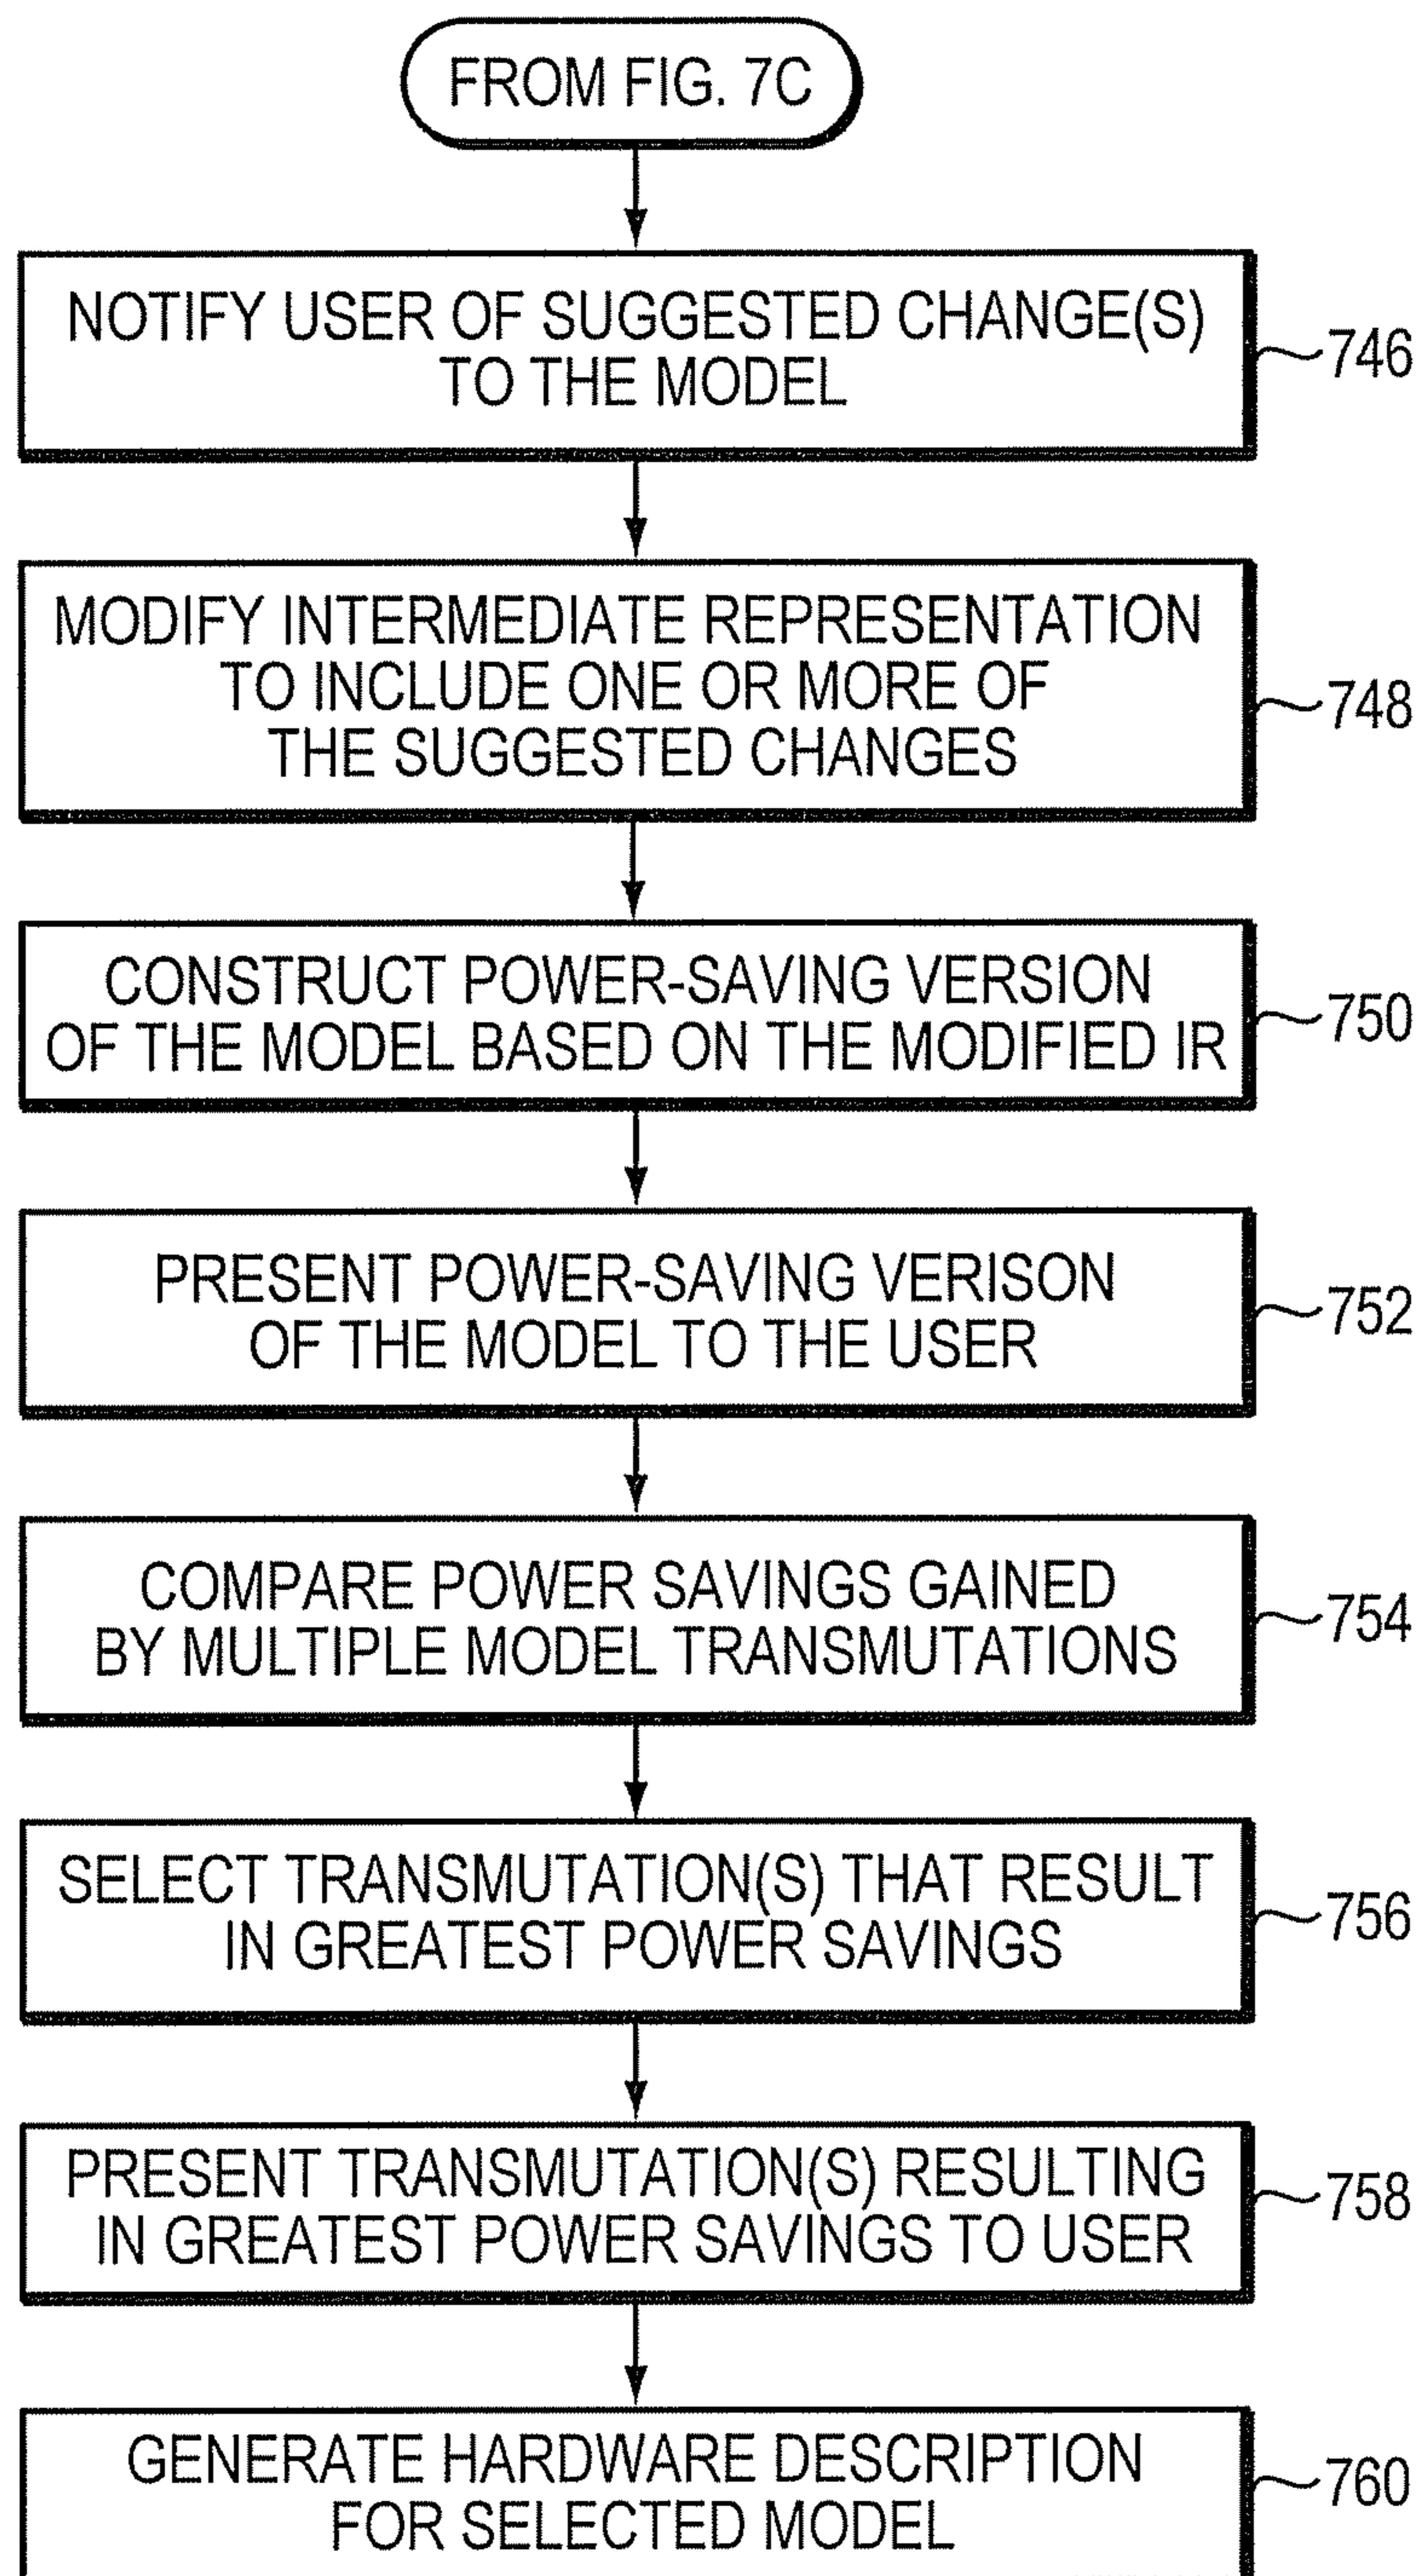 FROM FIG. 7C
NOTIFY USER OF SUGGESTED CHANGE(S)
TO THE MODEL
746
MODIFY INTERMEDIATE REPRESENTATION
TO INCLUDE ONE OR MORE OF
THE SUGGESTED CHANGES
748
CONSTRUCT POWER-SAVING VERSION
OF THE MODEL BASED ON THE MODIFIED IR
750
PRESENT POWER-SAVING VERISON
OF THE MODEL TO THE USER
752
COMPARE POWER SAVINGS GAINED
BY MULTIPLE MODEL TRANSMUTATIONS
754
SELECT TRANSMUTATION(S) THAT RESULT
IN GREATEST POWER SAVINGS
756
PRESENT TRANSMUTATION(S) RESULTING
IN GREATEST POWER SAVINGS TO USER
758
GENERATE HARDWARE DESCRIPTION
FOR SELECTED MODEL
760